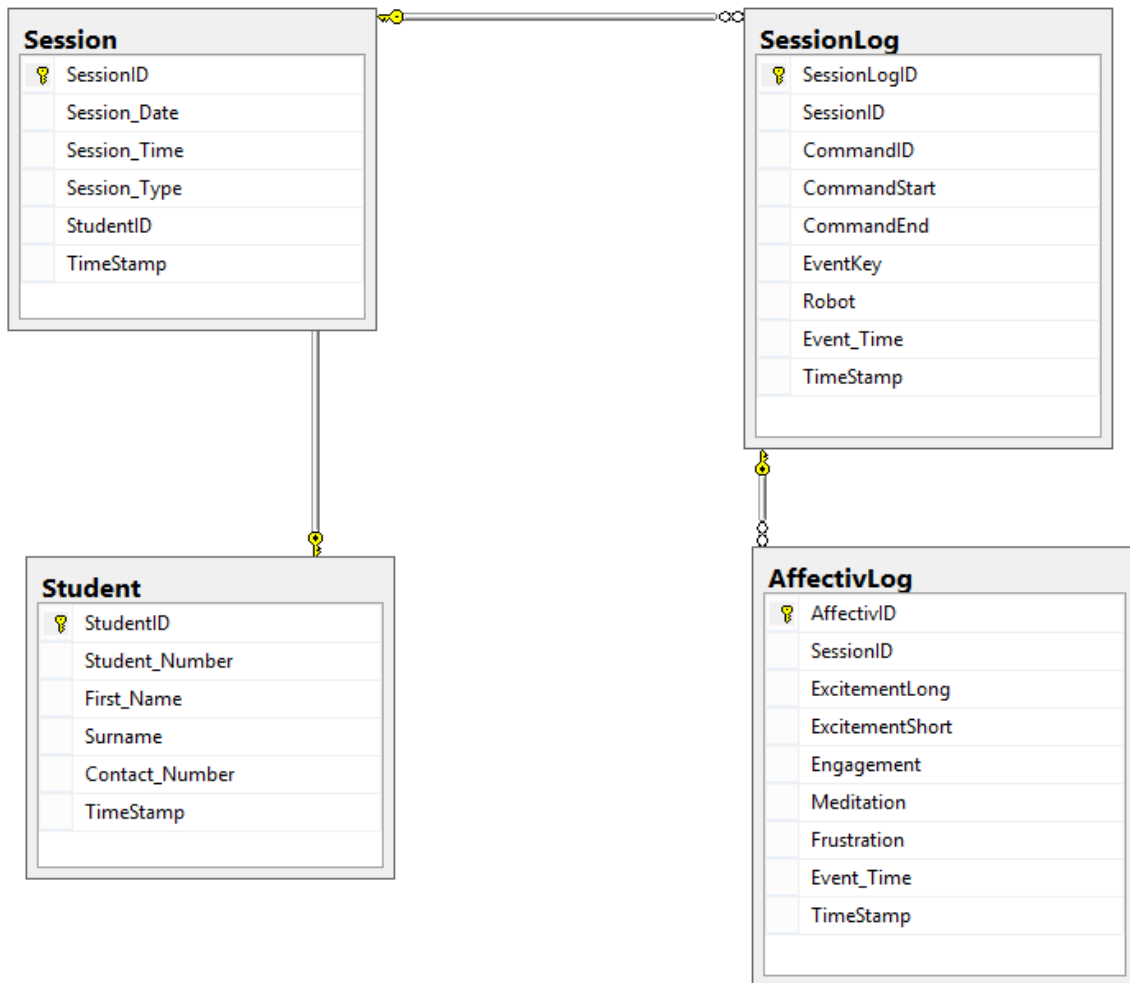 Session
SessionID
Session_Date
Session_Time
Session_Type
StudentID
TimeStamp
SessionLog
SessionLogID
SessionID
CommandID
CommandStart
CommandEnd
EventKey
Robot
Event_Time
TimeStamp
Student
StudentID
Student_Number
First_Name
Surname
Contact_Number
TimeStamp
AffectivLog
AffectivID
SessionID
ExcitementLong
ExcitementShort
Engagement
Meditation
Frustration
Event_Time
TimeStamp